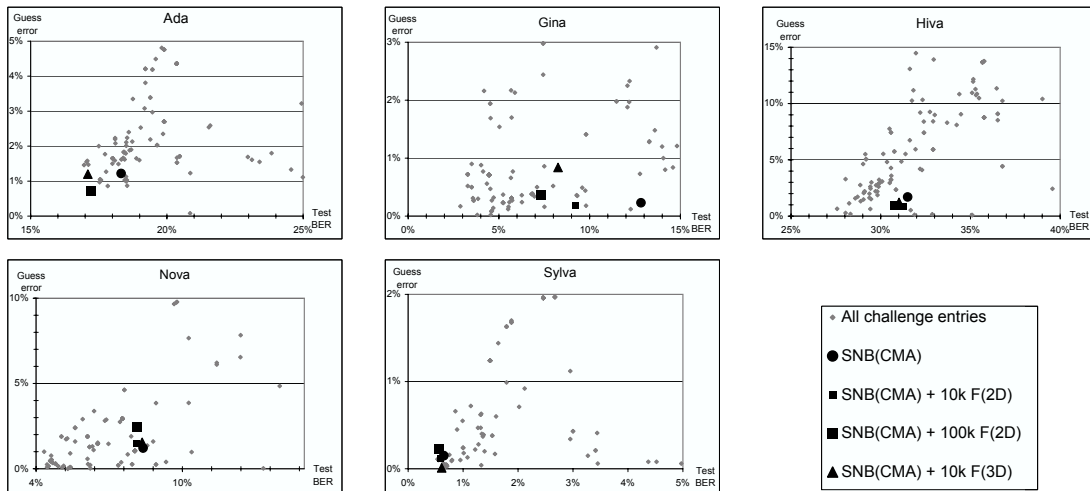 Ada
Guess error
5%
4%
3%
2%
1%
0%
15%
20%
25%
Test BER
Gina
Guess error
3%
2%
1%
0%
0%
5%
10%
15%
Test BER
Hiva
Guess error
15%
10%
5%
0%
25%
30%
35%
40%
Test BER
Nova
Guess error
10%
5%
0%
4%
10%
Test BER
Sylva
Guess error
2%
1%
0%
0%
1%
2%
3%
4%
5%
Test BER
All challenge entries
SNB(CMA)
SNB(CMA) + 10k F(2D)
SNB(CMA) + 100k F(2D)
SNB(CMA) + 10k F(3D)